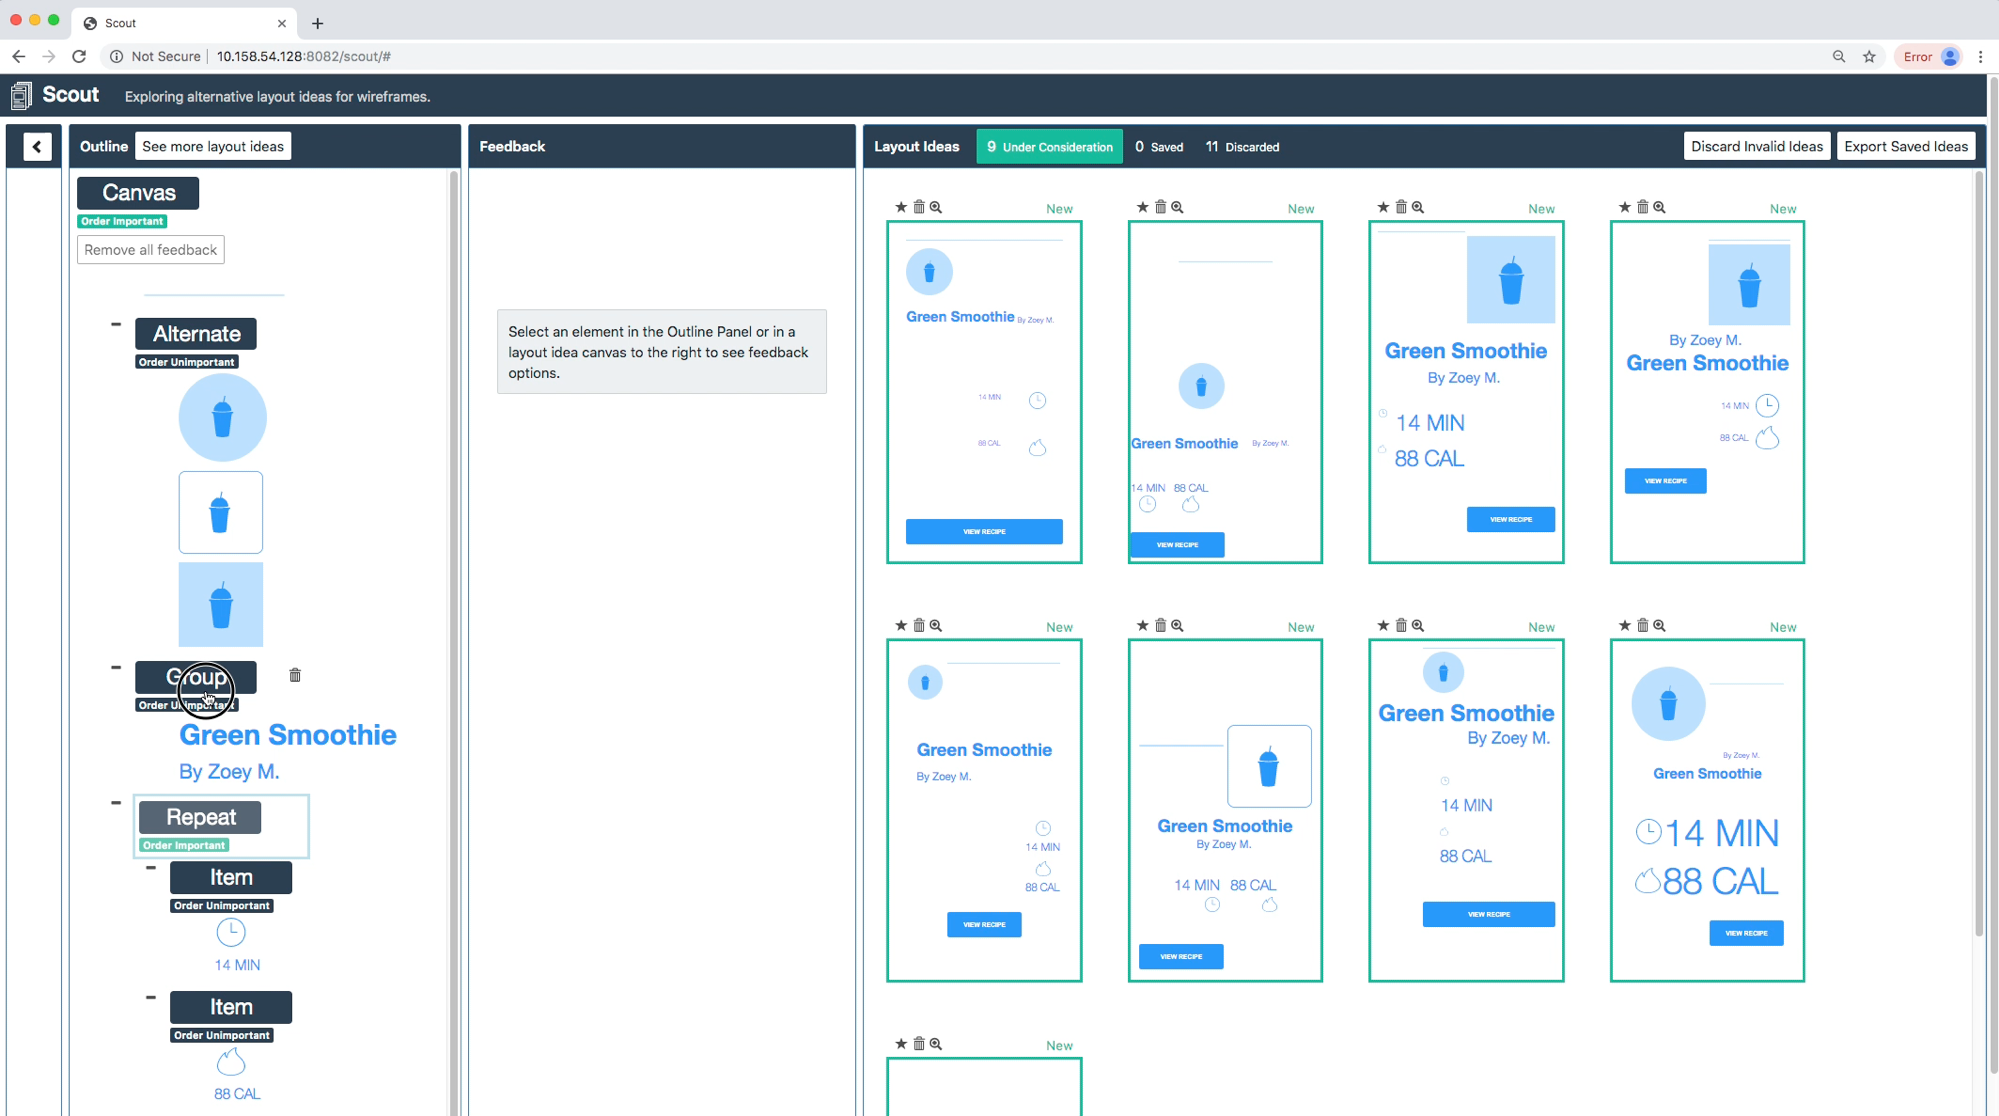 Scout
Not Secure
10.158.54.128:8082/scout/#
Error
Scout
Exploring alternative layout ideas for wireframes.
Outline
See more layout ideas
Canvas
Order Important
Remove all feedback
Alternate
Order Unimportant
Group
Order Unimportant
Green Smoothie
By Zoey M.
Repeat
Order Important
Item
Order Unimportant
14 MIN
Item
Order Unimportant
88 CAL
Feedback
Select an element in the Outline Panel or in a
layout idea canvas to the right to see feedback
options.
Layout Ideas
9 Under Consideration
0 Saved
11 Discarded
Discard Invalid Ideas
Export Saved Ideas
New
Green Smoothie By Zoey M.
14 MIN
88 CAL
VIEW RECIPE
New
Green Smoothie By Zoey M.
14 MIN 88 CAL
VIEW RECIPE
New
Green Smoothie
By Zoey M.
14 MIN
88 CAL
VIEW RECIPE
New
By Zoey M.
Green Smoothie
14 MIN
88 CAL
VIEW RECIPE
New
Green Smoothie
By Zoey M.
14 MIN
88 CAL
VIEW RECIPE
New
Green Smoothie
By Zoey M.
14 MIN 88 CAL
VIEW RECIPE
New
Green Smoothie
By Zoey M.
14 MIN
88 CAL
VIEW RECIPE
New
By Zoey M.
Green Smoothie
14 MIN
88 CAL
VIEW RECIPE
New